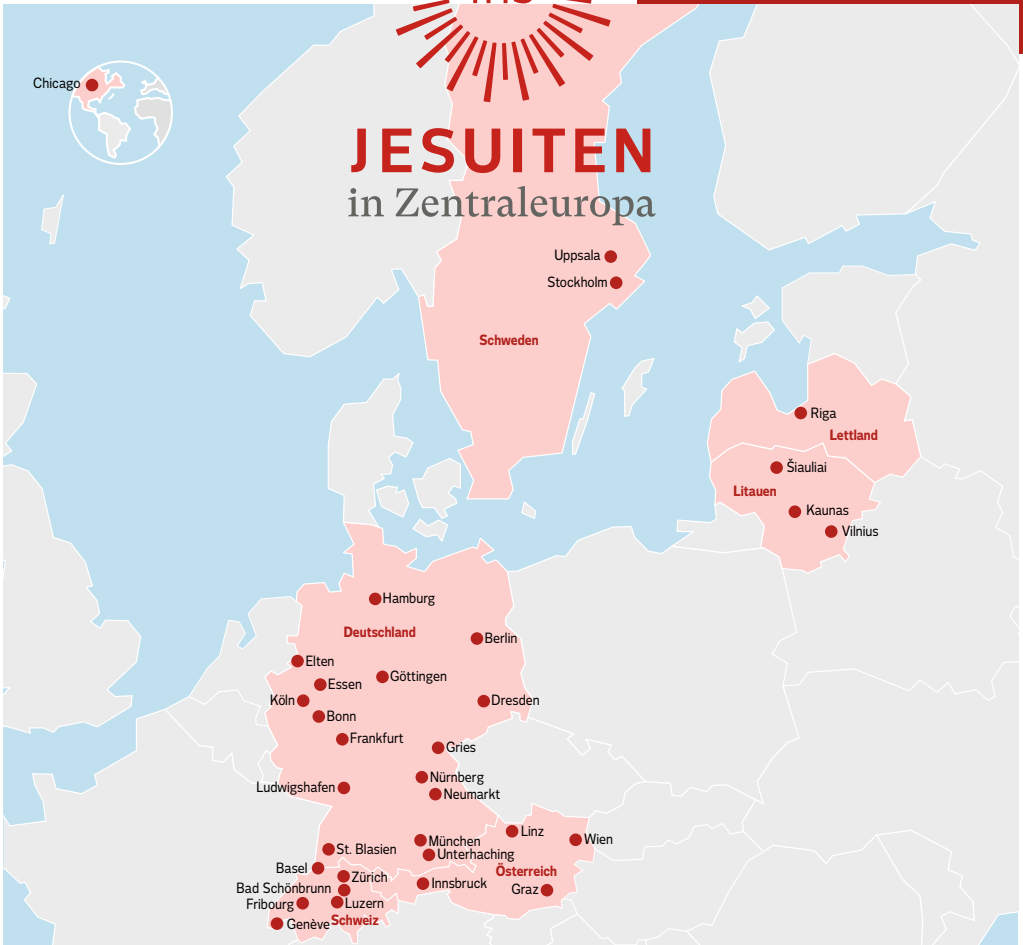 IHS
Chicago
JESUITEN
in Zentraleuropa
Uppsala
Stockholm
Schweden
Riga
Lettland
Šiauliai
Litauen
Kaunas
Vilnius
Hamburg
Deutschland
Berlin
Elten
Göttingen
Essen
Köln
Dresden
Bonn
Frankfurt
Gries
Nürnberg
Ludwigshafen
Neumarkt
Linz
Wien
München
St. Blasien
Unterhaching
Basel
Österreich
Zürich
Innsbruck
Bad Schönbrunn
Graz
Fribourg
Luzern
Schweiz
Genève